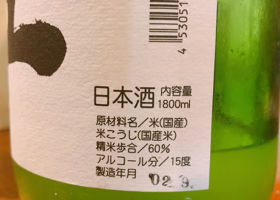 4 53051
日本酒 内容量
1800ml
原材料名／米(国産)
米こうじ(国産米)
精米歩合／60%
アルコール分／15度
製造年月 '02.9.